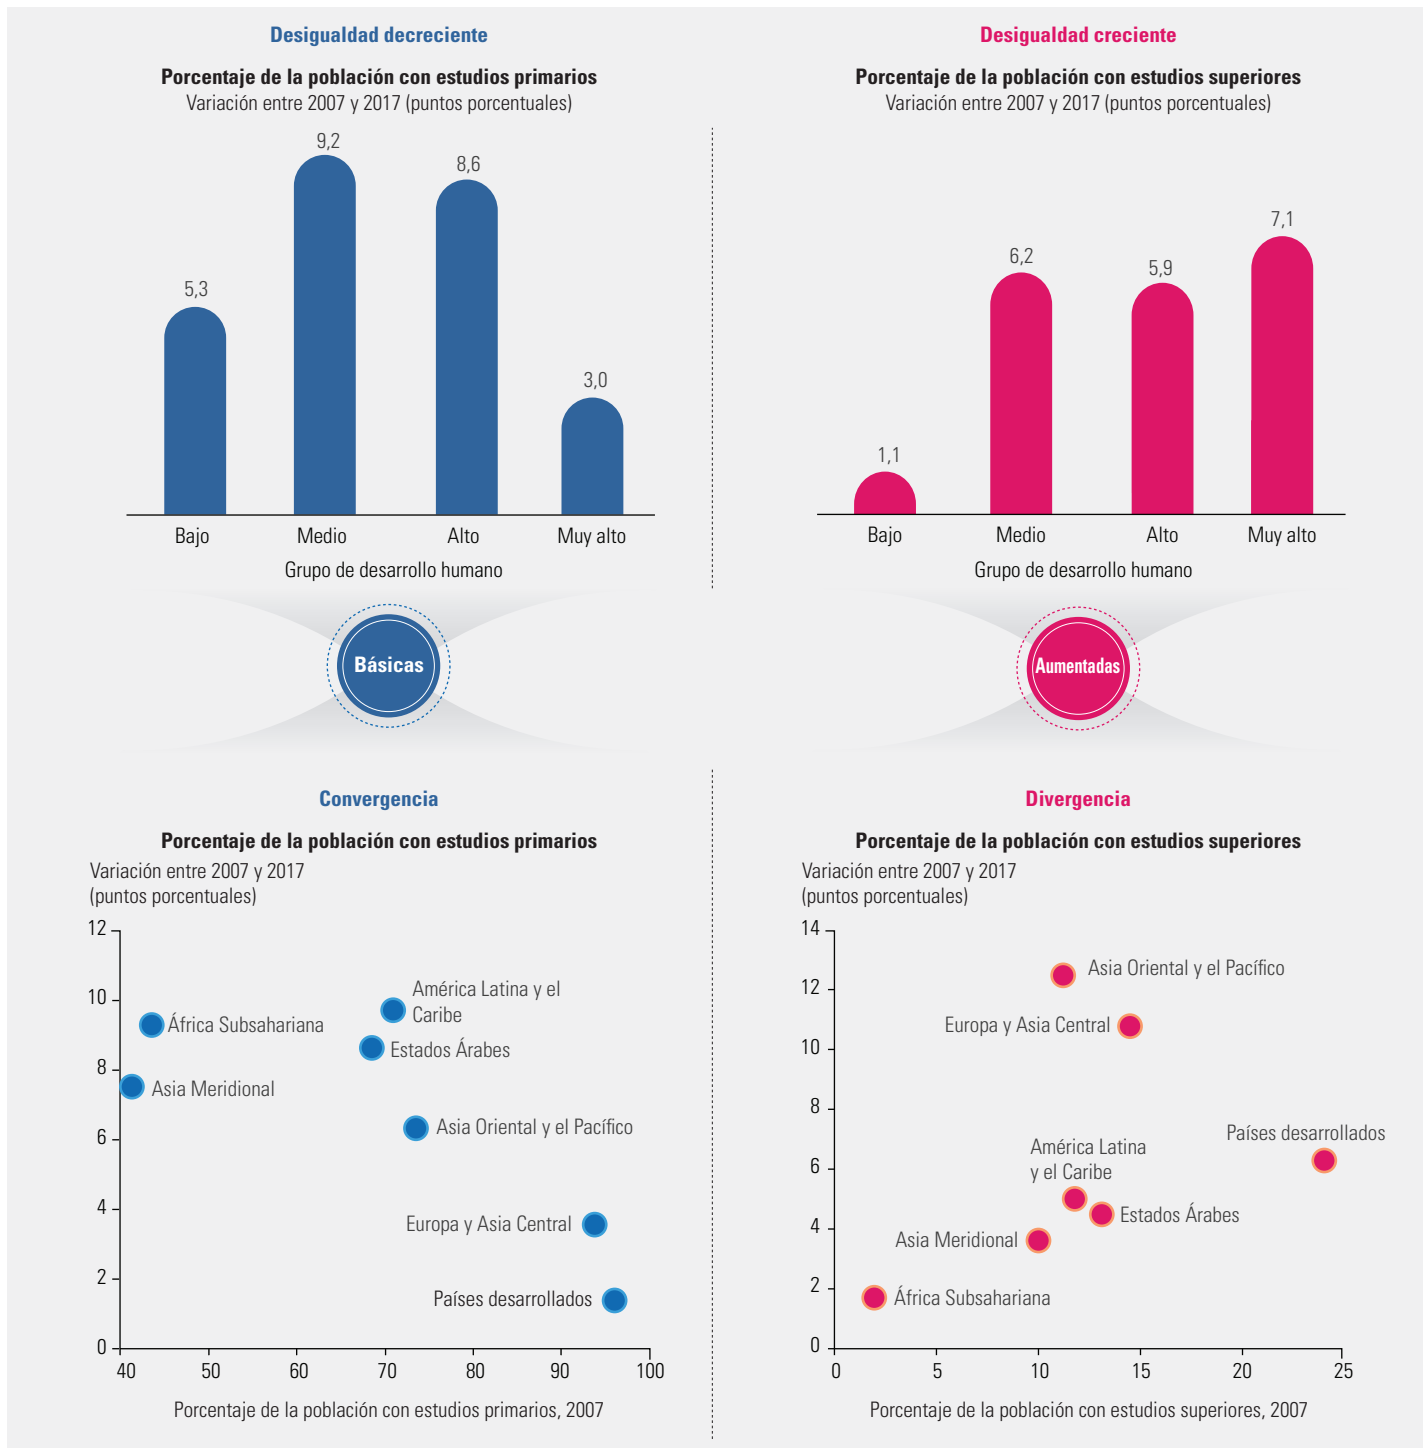 Desigualdad decreciente
Porcentaje de la población con estudios primarios
Variación entre 2007 y 2017 (puntos porcentuales)
5,3
9,2
8,6
3,0
Bajo
Medio
Alto
Muy alto
Grupo de desarrollo humano
Desigualdad creciente
Porcentaje de la población con estudios superiores
Variación entre 2007 y 2017 (puntos porcentuales)
1,1
6,2
5,9
7,1
Bajo
Medio
Alto
Muy alto
Grupo de desarrollo humano
Básicas
Aumentadas
Convergencia
Porcentaje de la población con estudios primarios
Variación entre 2007 y 2017
(puntos porcentuales)
12
10
8
6
4
2
0
América Latina y el
Caribe
África Subsahariana
Estados Árabes
Asia Meridional
Asia Oriental y el Pacífico
Europa y Asia Central
Países desarrollados
40
50
60
70
80
90
100
Porcentaje de la población con estudios primarios, 2007
Divergencia
Porcentaje de la población con estudios superiores
Variación entre 2007 y 2017
(puntos porcentuales)
14
12
10
8
6
4
2
0
Asia Oriental y el Pacífico
Europa y Asia Central
Países desarrollados
América Latina
y el Caribe
Estados Árabes
Asia Meridional
África Subsahariana
0
5
10
15
20
25
Porcentaje de la población con estudios superiores, 2007